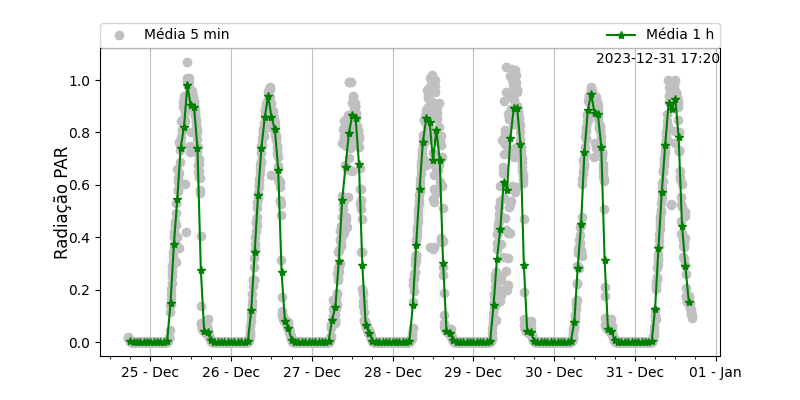 Média 5 min
Média 1 h
2023-12-31 17:20
Radiação PAR
1.0
0.8
0.6
0.4
0.2
0.0
25 - Dec
26 - Dec
27 - Dec
28 - Dec
29 - Dec
30 - Dec
31 - Dec
01 - Jan